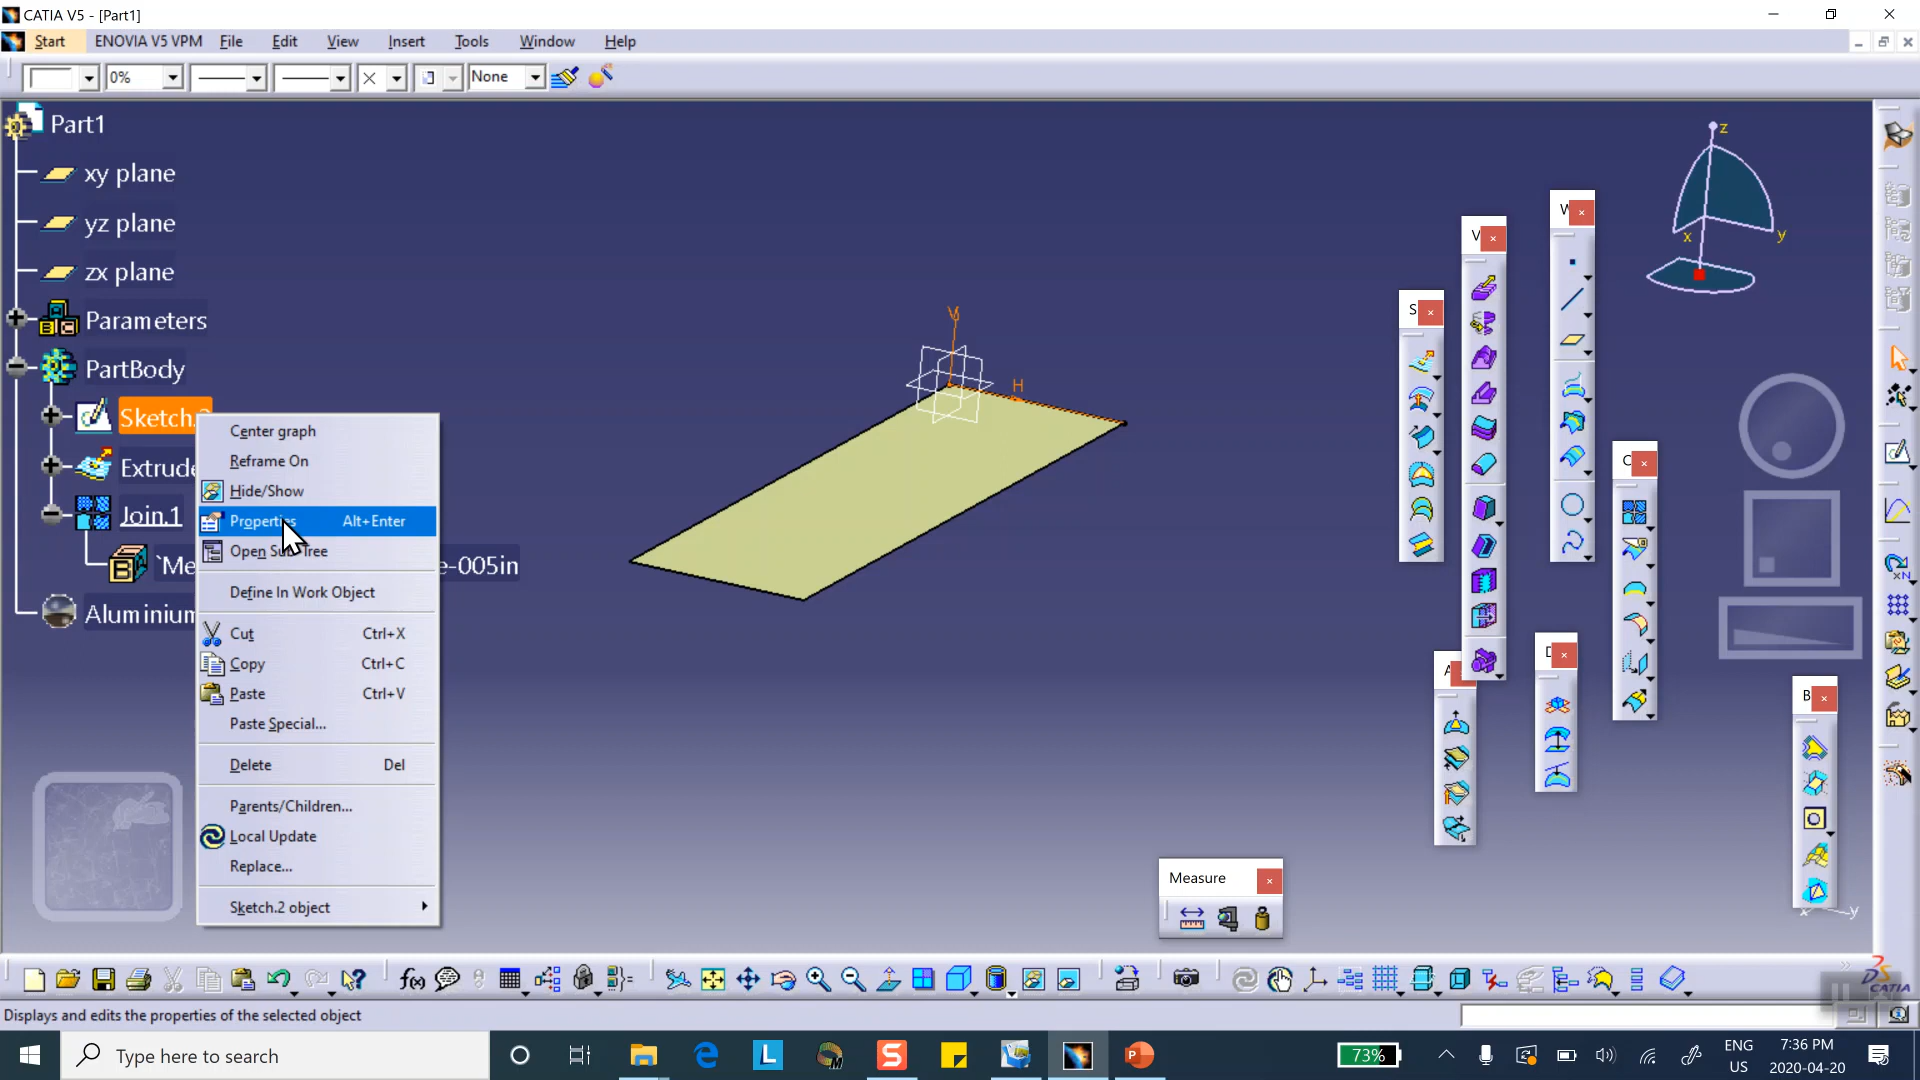 CATIA V5 - [Part1]
Start ENOVIA V5 VPM File Edit View Insert Tools Window Help
0% None
Part1
xy plane
yz plane
zx plane
Parameters
PartBody
Sketch.
Extrude
Join.1
`Me e-005in
Aluminium
Center graph
Reframe On
Hide/Show
Properties Alt+Enter
Open Sub Tree
Define In Work Object
Cut Ctrl+X
Copy Ctrl+C
Paste Ctrl+V
Paste Special...
Delete Del
Parents/Children...
Local Update
Replace...
Sketch.2 object
V
H
z
x
y
S
V
W
C
A
D
B
Measure
y
CATIA
Displays and edits the properties of the selected object
Type here to search
73%
ENG
US
7:36 PM
2020-04-20